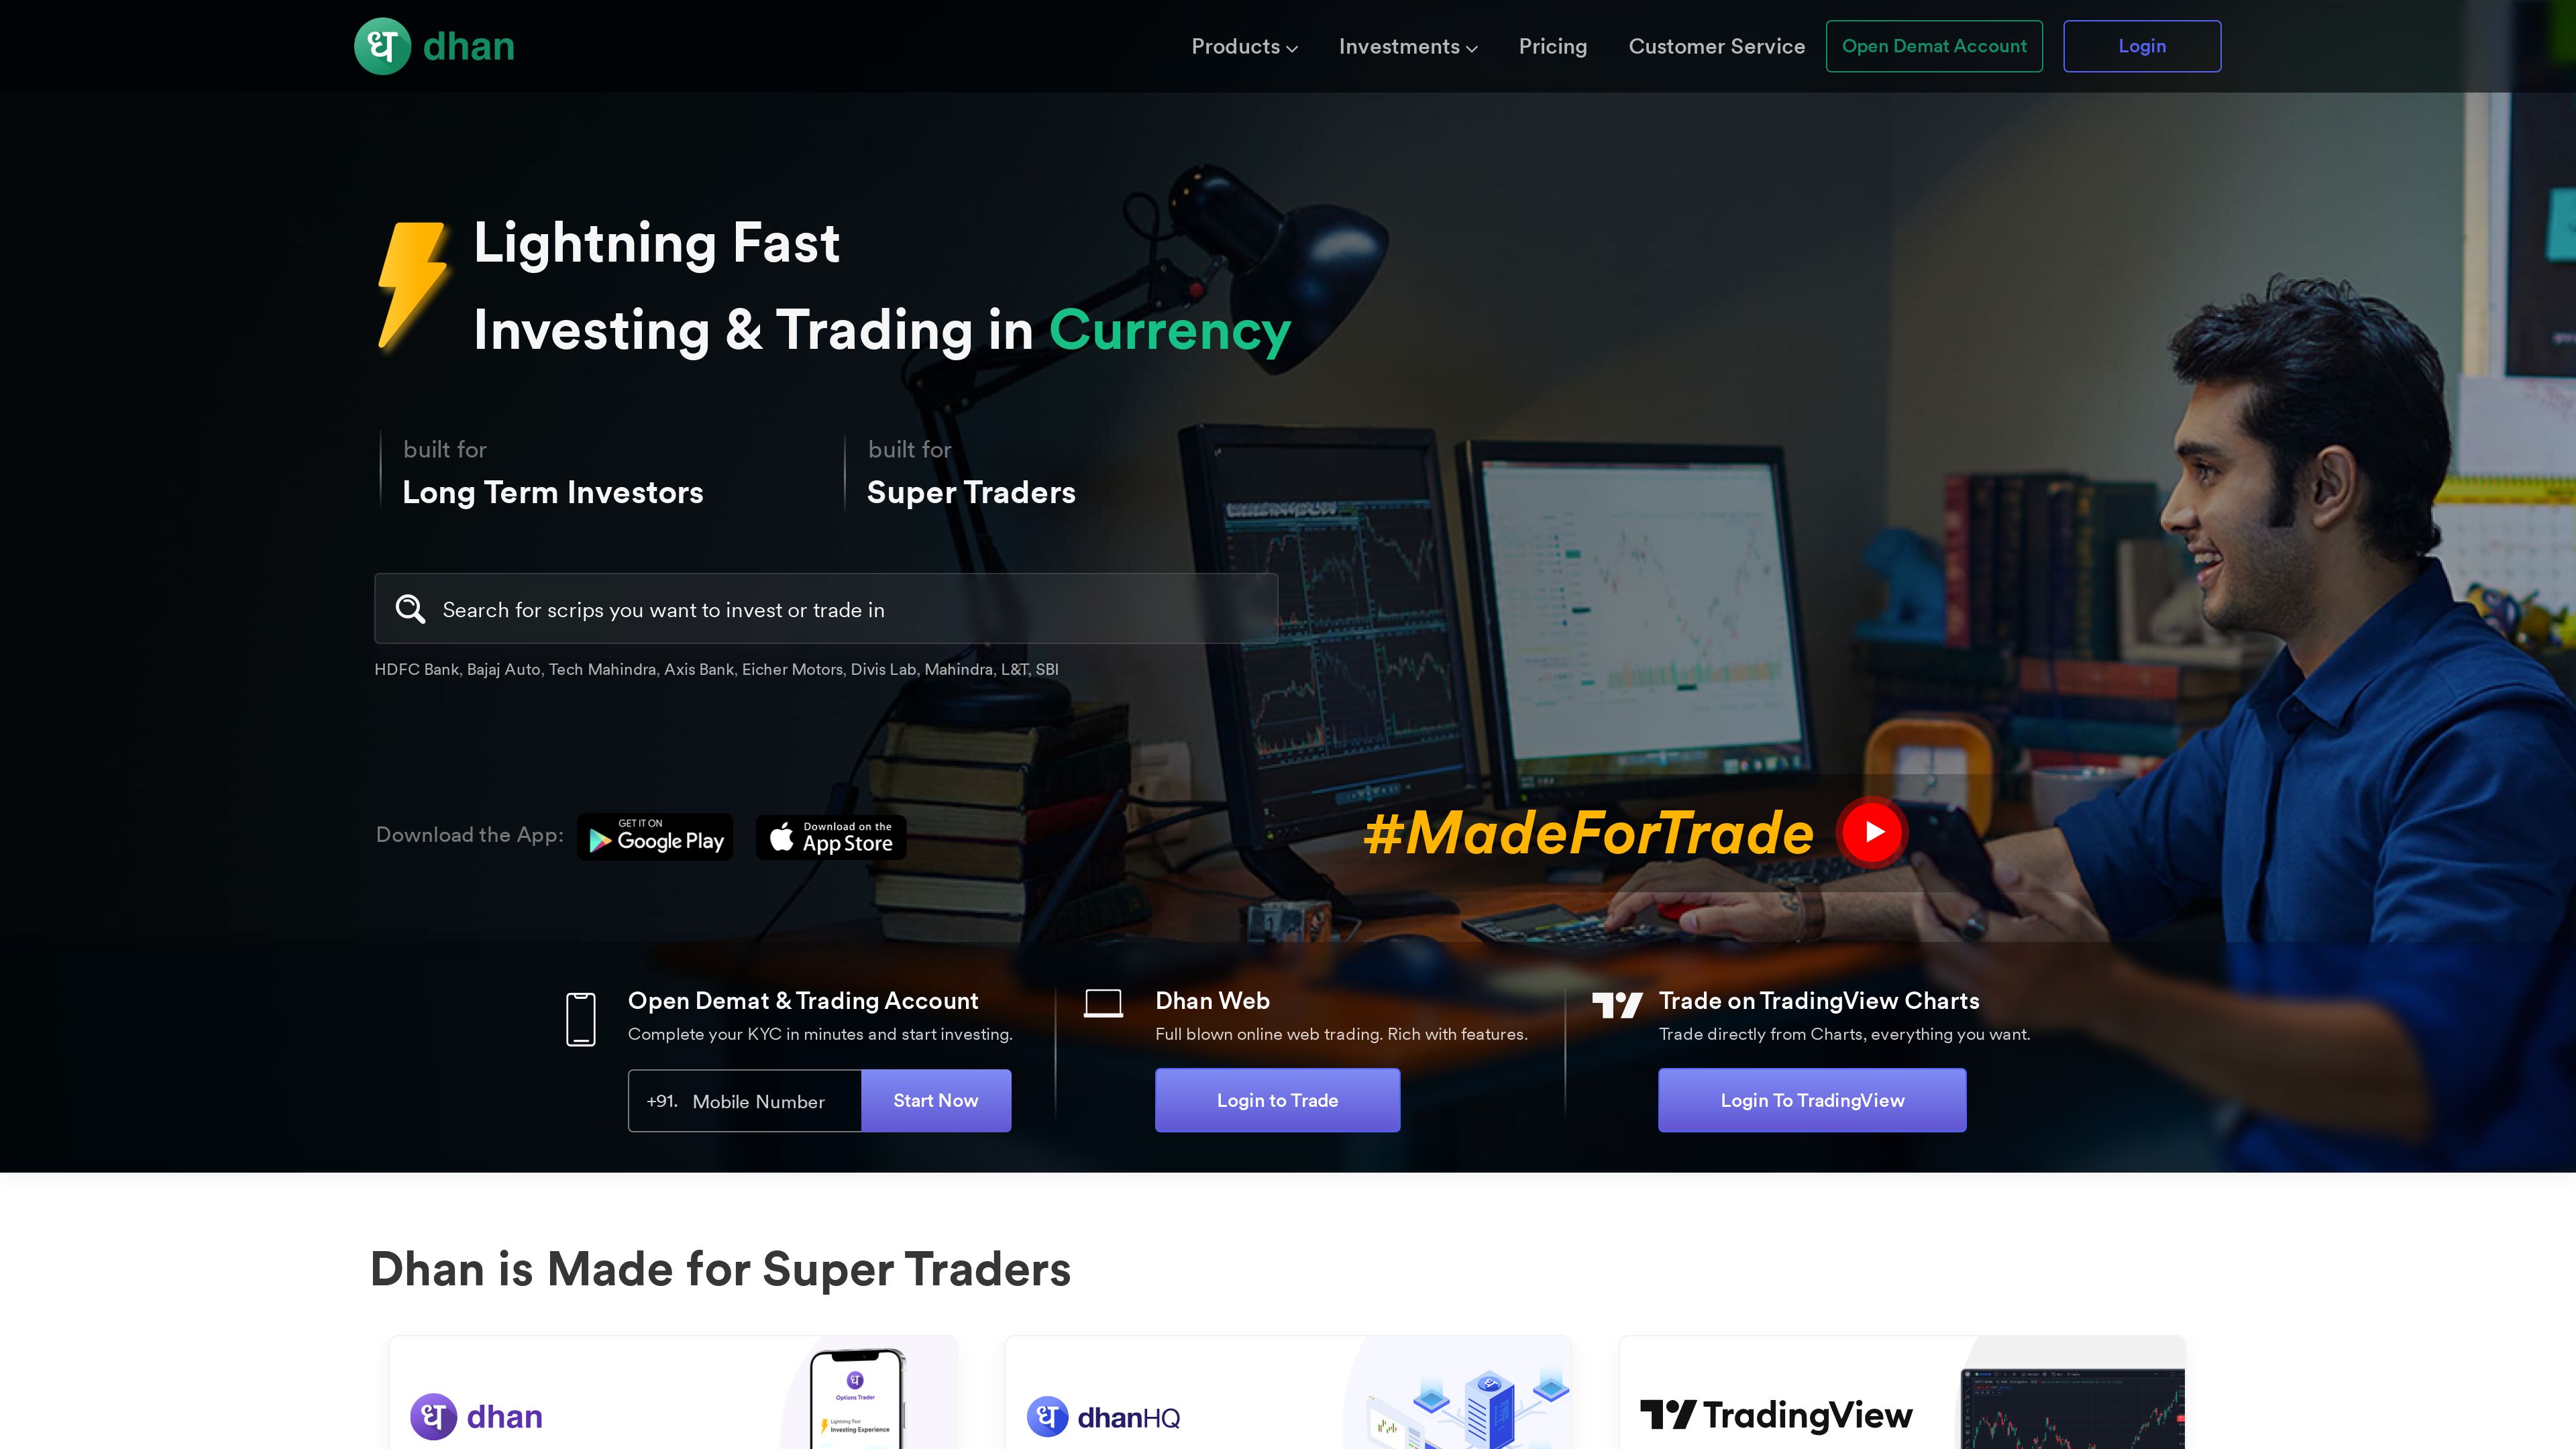 ध dhan
Products
Investments
Pricing
Customer Service
Open Demat Account
Login
Lightning Fast
Investing & Trading in Currency
built for
Long Term Investors
built for
Super Traders
Search for scrips you want to invest or trade in
HDFC Bank, Bajaj Auto, Tech Mahindra, Axis Bank, Eicher Motors, Divis Lab, Mahindra, L&T, SBI
Download the App:
GET IT ON
Google Play
Download on the
App Store
#MadeForTrade
Open Demat & Trading Account
Complete your KYC in minutes and start investing.
+91. Mobile Number
Start Now
Dhan Web
Full blown online web trading. Rich with features.
Login to Trade
Trade on TradingView Charts
Trade directly from Charts, everything you want.
Login To TradingView
Dhan is Made for Super Traders
ध dhan
ध
Options Trader
Lightning Fast
Investing Experience
ध dhanHQ
ध
TradingView